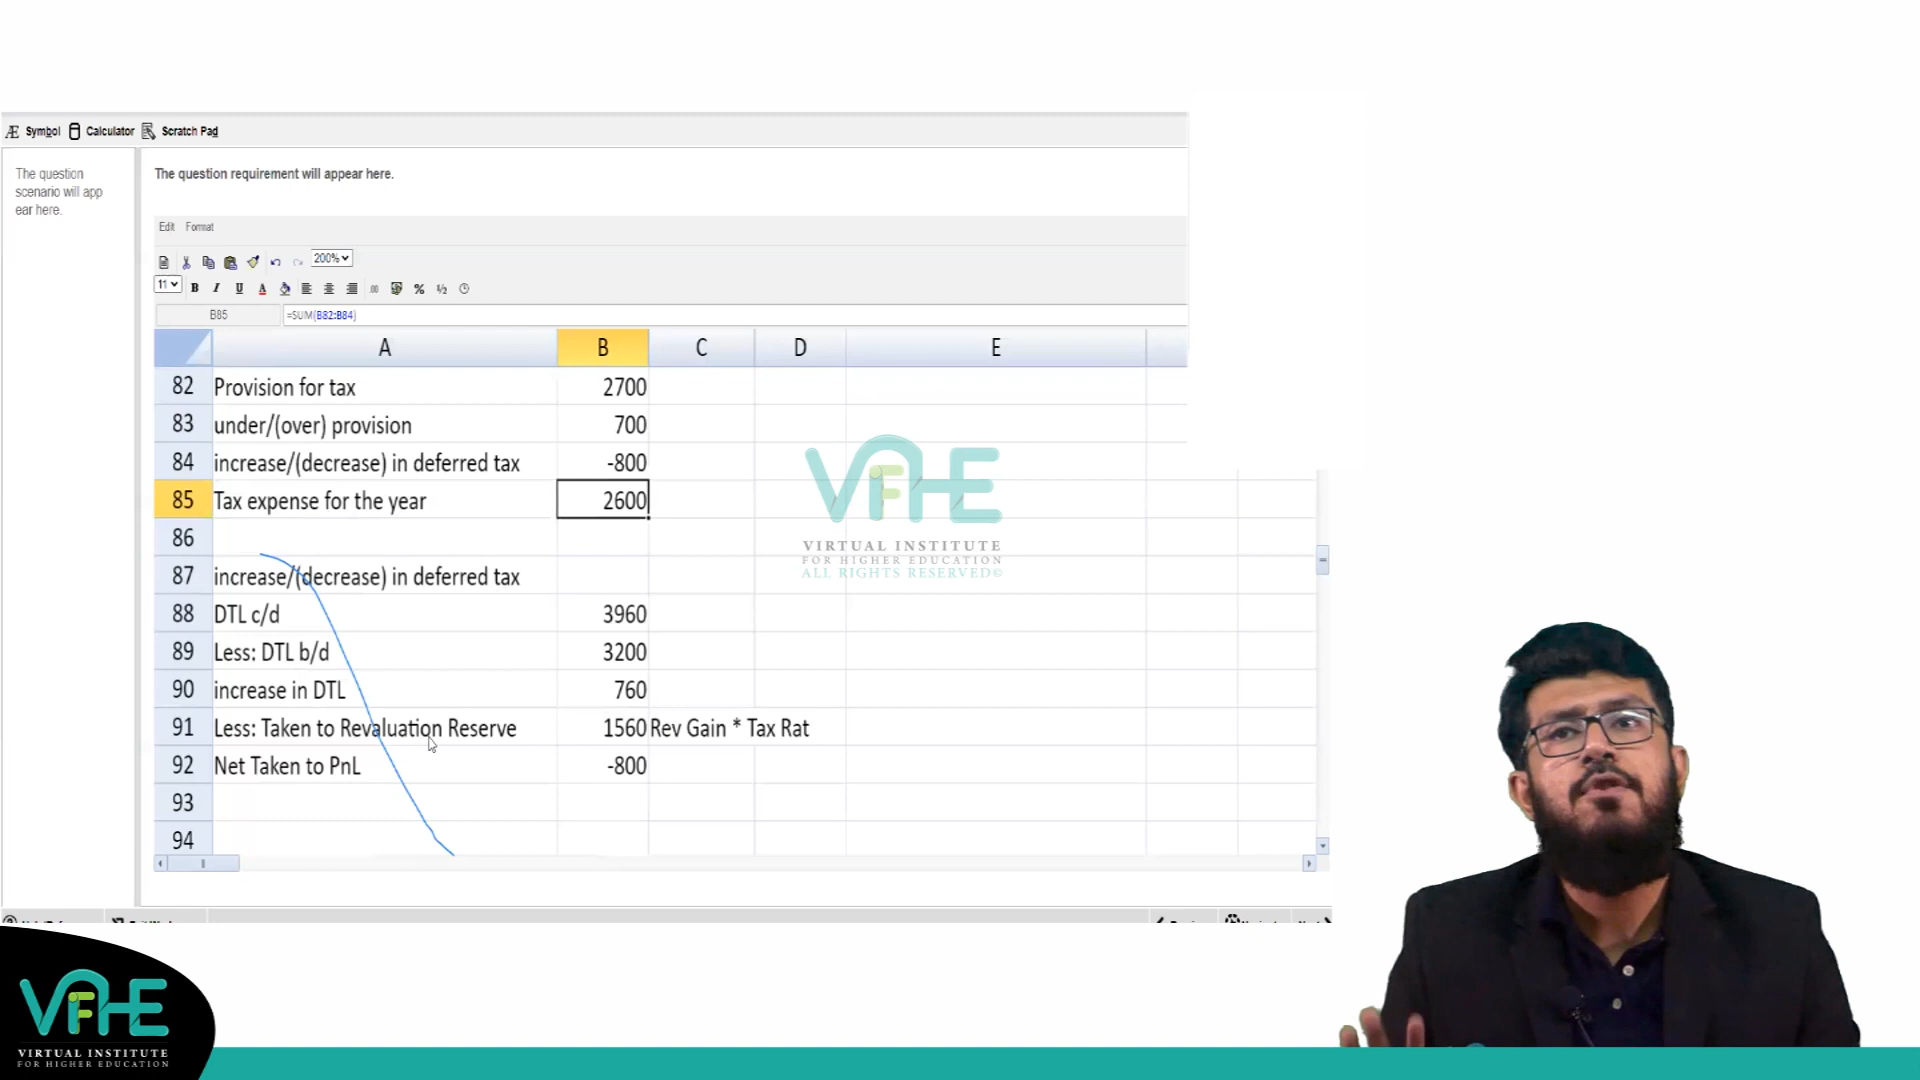 Symbol Calculator Scratch Pad
The question
scenario will app
ear here.
The question requirement will appear here.
Edit Format
200%
11 B I U A % ½
B85 =SUM(B82:B84)
A B C D E
82 Provision for tax 2700
83 under/(over) provision 700
84 increase/(decrease) in deferred tax -800
85 Tax expense for the year 2600
86
87 increase/(decrease) in deferred tax
88 DTL c/d 3960
89 Less: DTL b/d 3200
90 increase in DTL 760
91 Less: Taken to Revaluation Reserve 1560 Rev Gain * Tax Rat
92 Net Taken to PnL -800
93
94
VIFHE
VIRTUAL INSTITUTE
FOR HIGHER EDUCATION
ALL RIGHTS RESERVED©
VIFHE
VIRTUAL INSTITUTE
FOR HIGHER EDUCATION